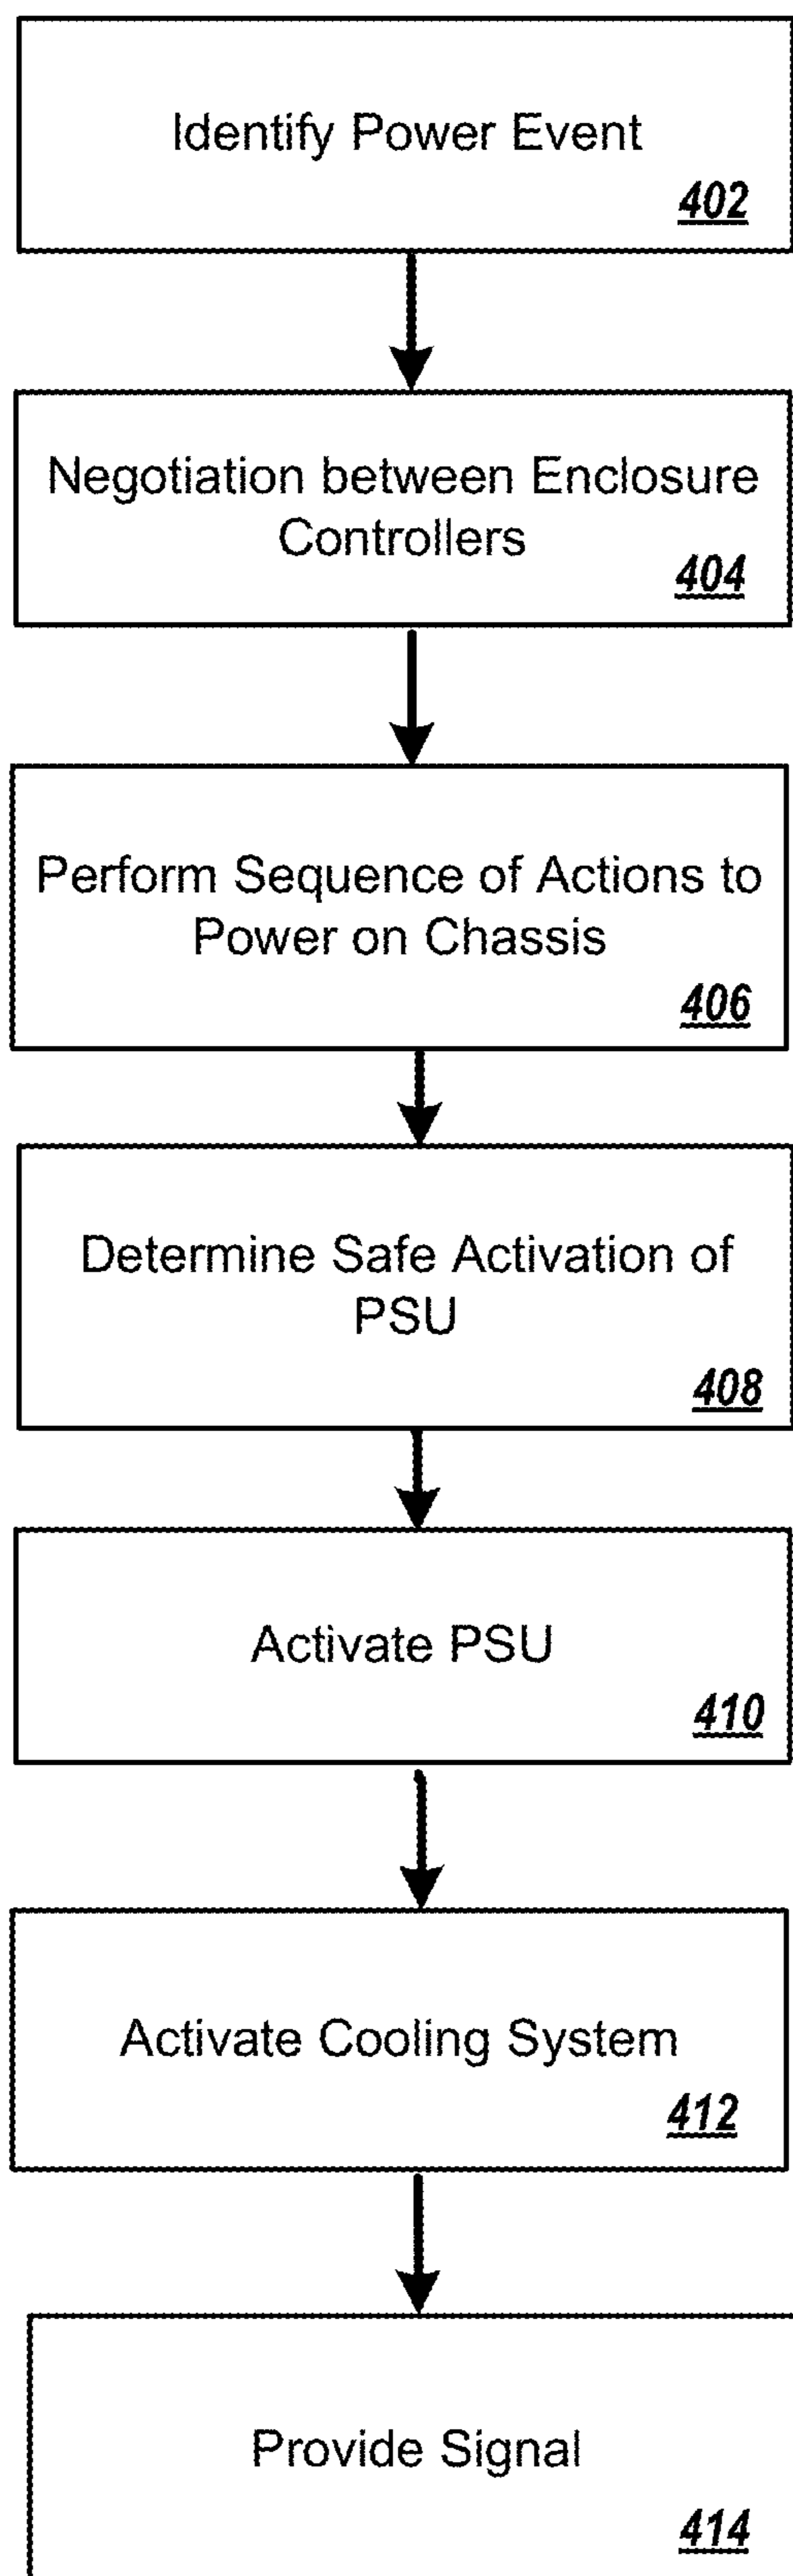 Identify Power Event
402
Negotiation between Enclosure
Controllers
404
Perform Sequence of Actions to
Power on Chassis
406
Determine Safe Activation of
PSU
408
Activate PSU
410
Activate Cooling System
412
Provide Signal
414